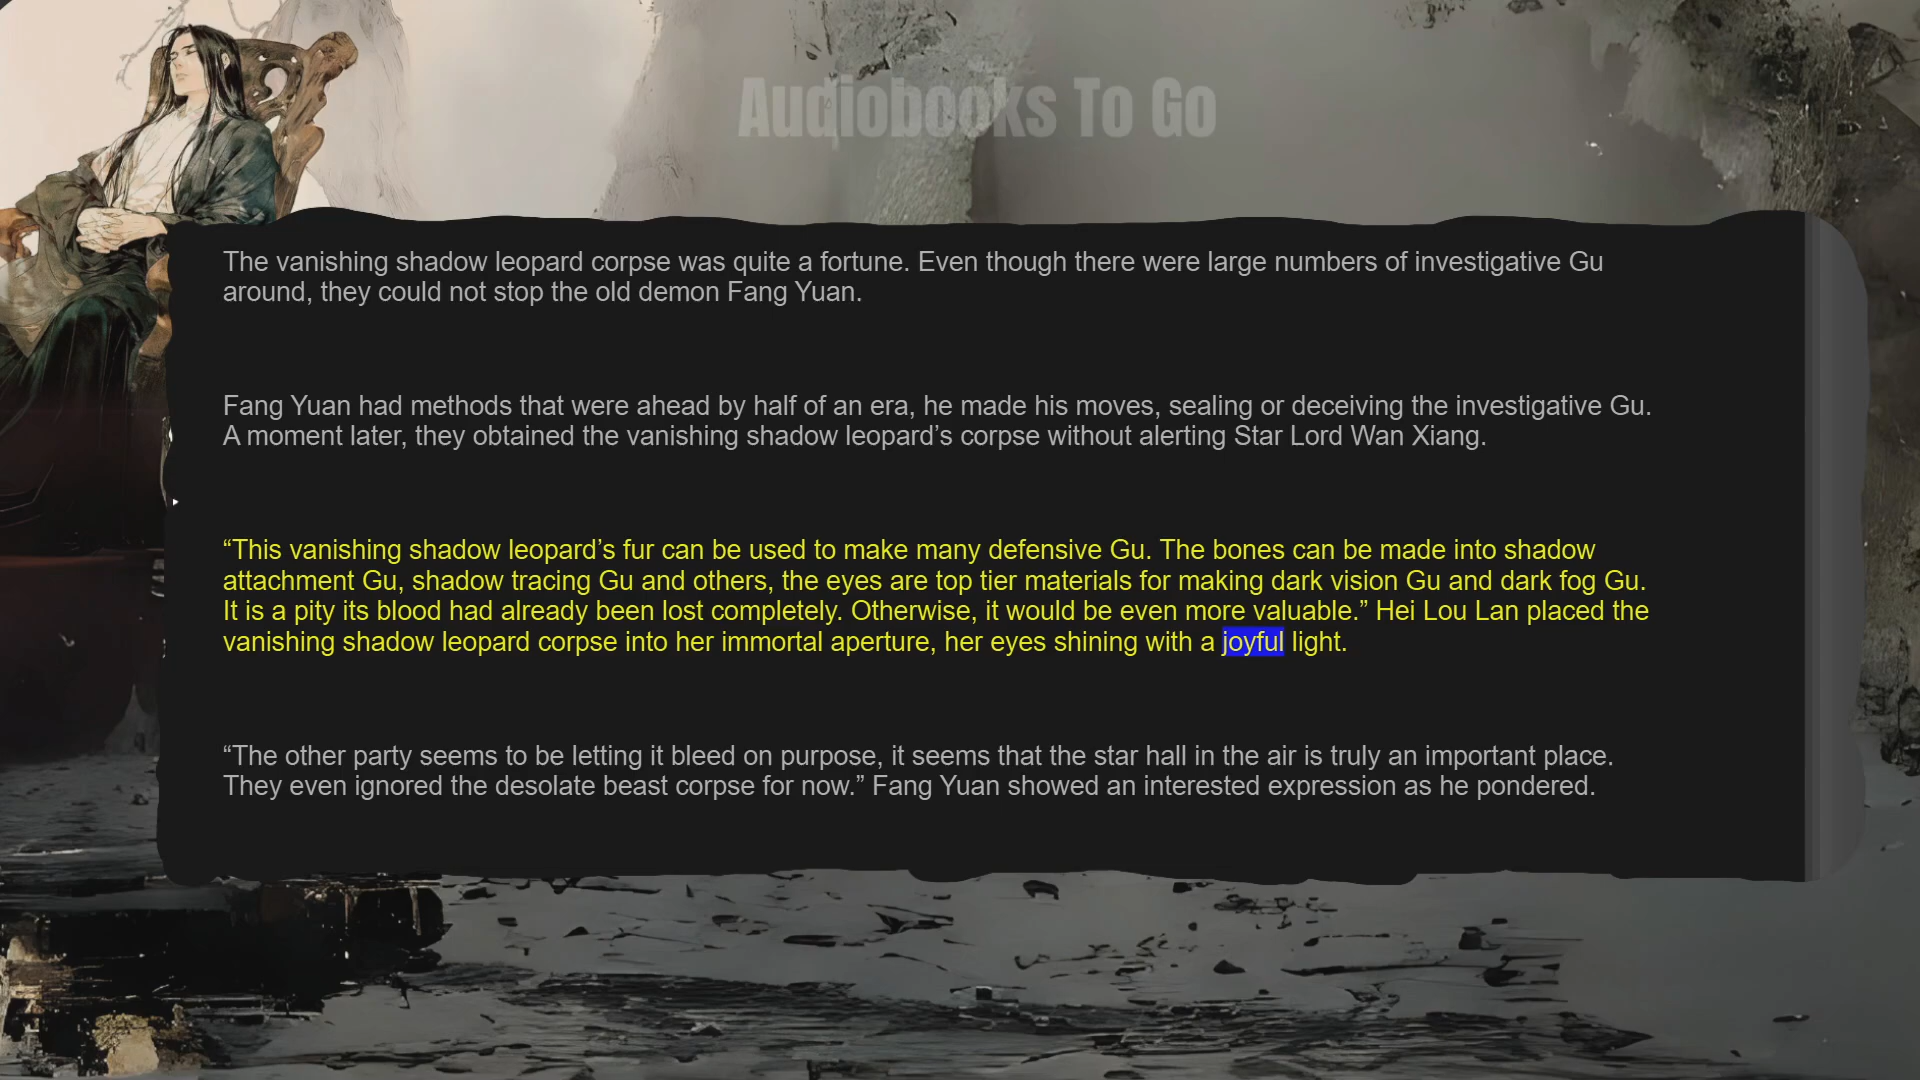 Audiobooks To Go
The vanishing shadow leopard corpse was quite a fortune. Even though there were large numbers of investigative Gu
around, they could not stop the old demon Fang Yuan.
Fang Yuan had methods that were ahead by half of an era, he made his moves, sealing or deceiving the investigative Gu.
A moment later, they obtained the vanishing shadow leopard’s corpse without alerting Star Lord Wan Xiang.
“This vanishing shadow leopard’s fur can be used to make many defensive Gu. The bones can be made into shadow
attachment Gu, shadow tracing Gu and others, the eyes are top tier materials for making dark vision Gu and dark fog Gu.
It is a pity its blood had already been lost completely. Otherwise, it would be even more valuable.” Hei Lou Lan placed the
vanishing shadow leopard corpse into her immortal aperture, her eyes shining with a joyful light.
“The other party seems to be letting it bleed on purpose, it seems that the star hall in the air is truly an important place.
They even ignored the desolate beast corpse for now.” Fang Yuan showed an interested expression as he pondered.